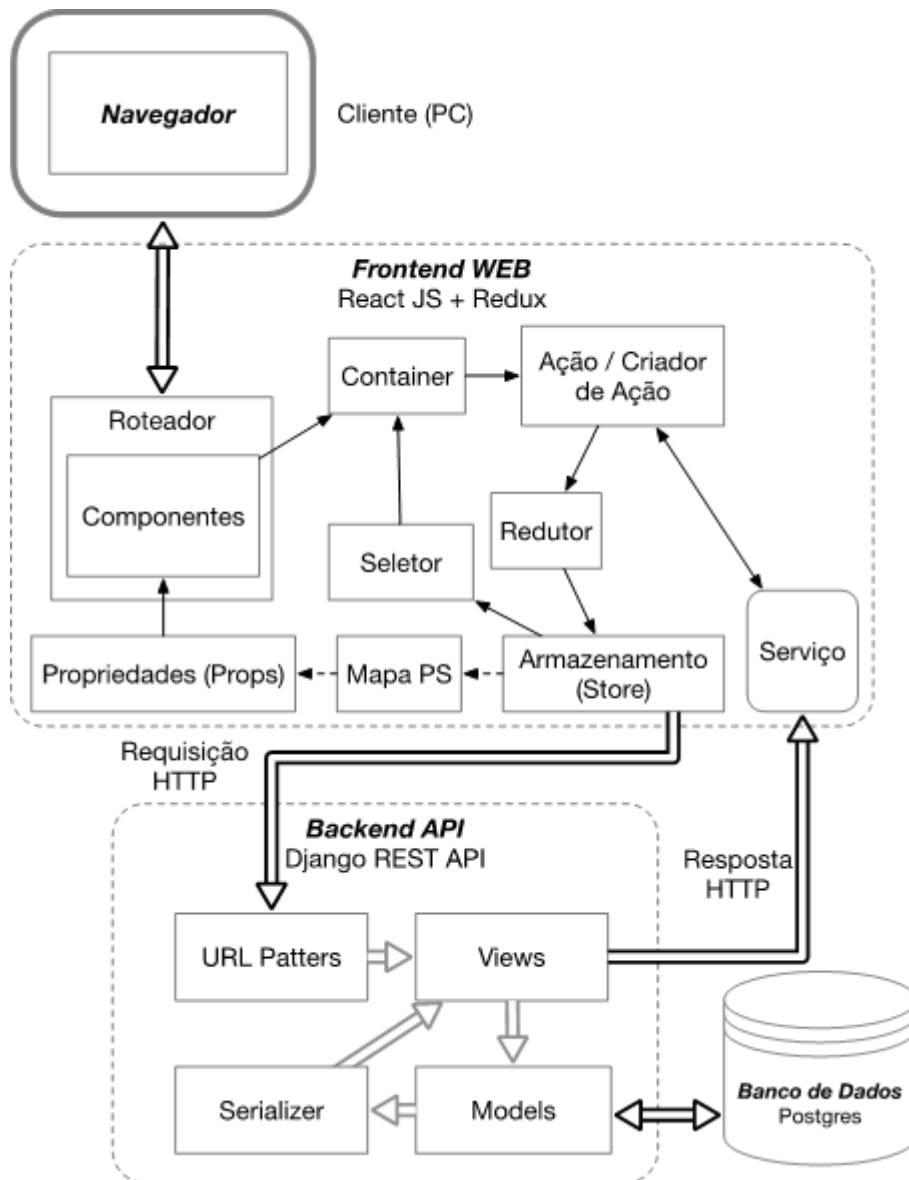 Navegador
Cliente (PC)
Frontend WEB
React JS + Redux
Container
Ação / Criador
de Ação
Roteador
Componentes
Redutor
Seletor
Propriedades (Props)
Mapa PS
Armazenamento
(Store)
Serviço
Requisição
HTTP
Backend API
Django REST API
Resposta
HTTP
URL Patters
Views
Serializer
Models
Banco de Dados
Postgres